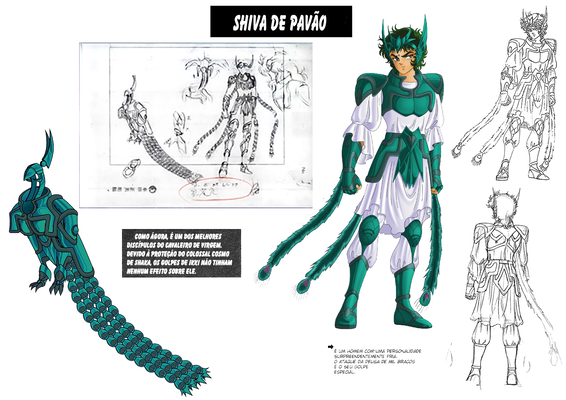 SHIVA DE PAVÃO
COMO ÁGORA, É UM DOS MELHORES
DISCÍPULOS DO CAVALEIRO DE VIRGEM.
DEVIDO À PROTEÇÃO DO COLOSSAL COSMO
DE SHAKA, OS GOLPES DE IKKI NÃO TINHAM
NENHUM EFEITO SOBRE ELE.
É UM HOMEM COM UMA PERSONALIDADE
SURPREENDENTEMENTE FRIA.
O ATAQUE DA DEUSA DE MIL BRAÇOS
É O SEU GOLPE
ESPECIAL.